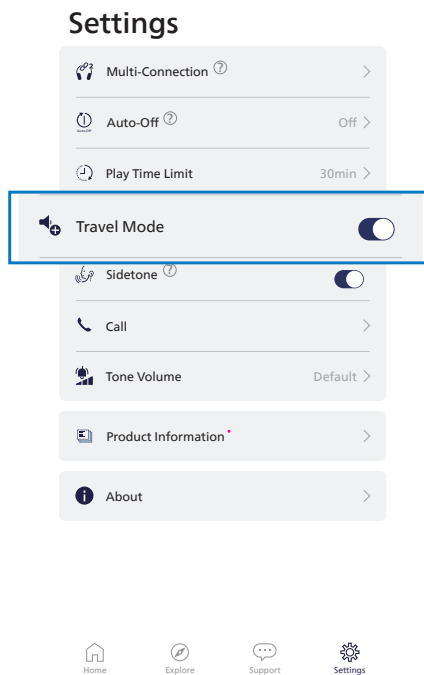 Settings
Multi-Connection ?
Auto-Off ?
Off
Play Time Limit
30min
Travel Mode
Sidetone ?
Call
Tone Volume
Default
Product Information
About
Home
Explore
Support
Settings